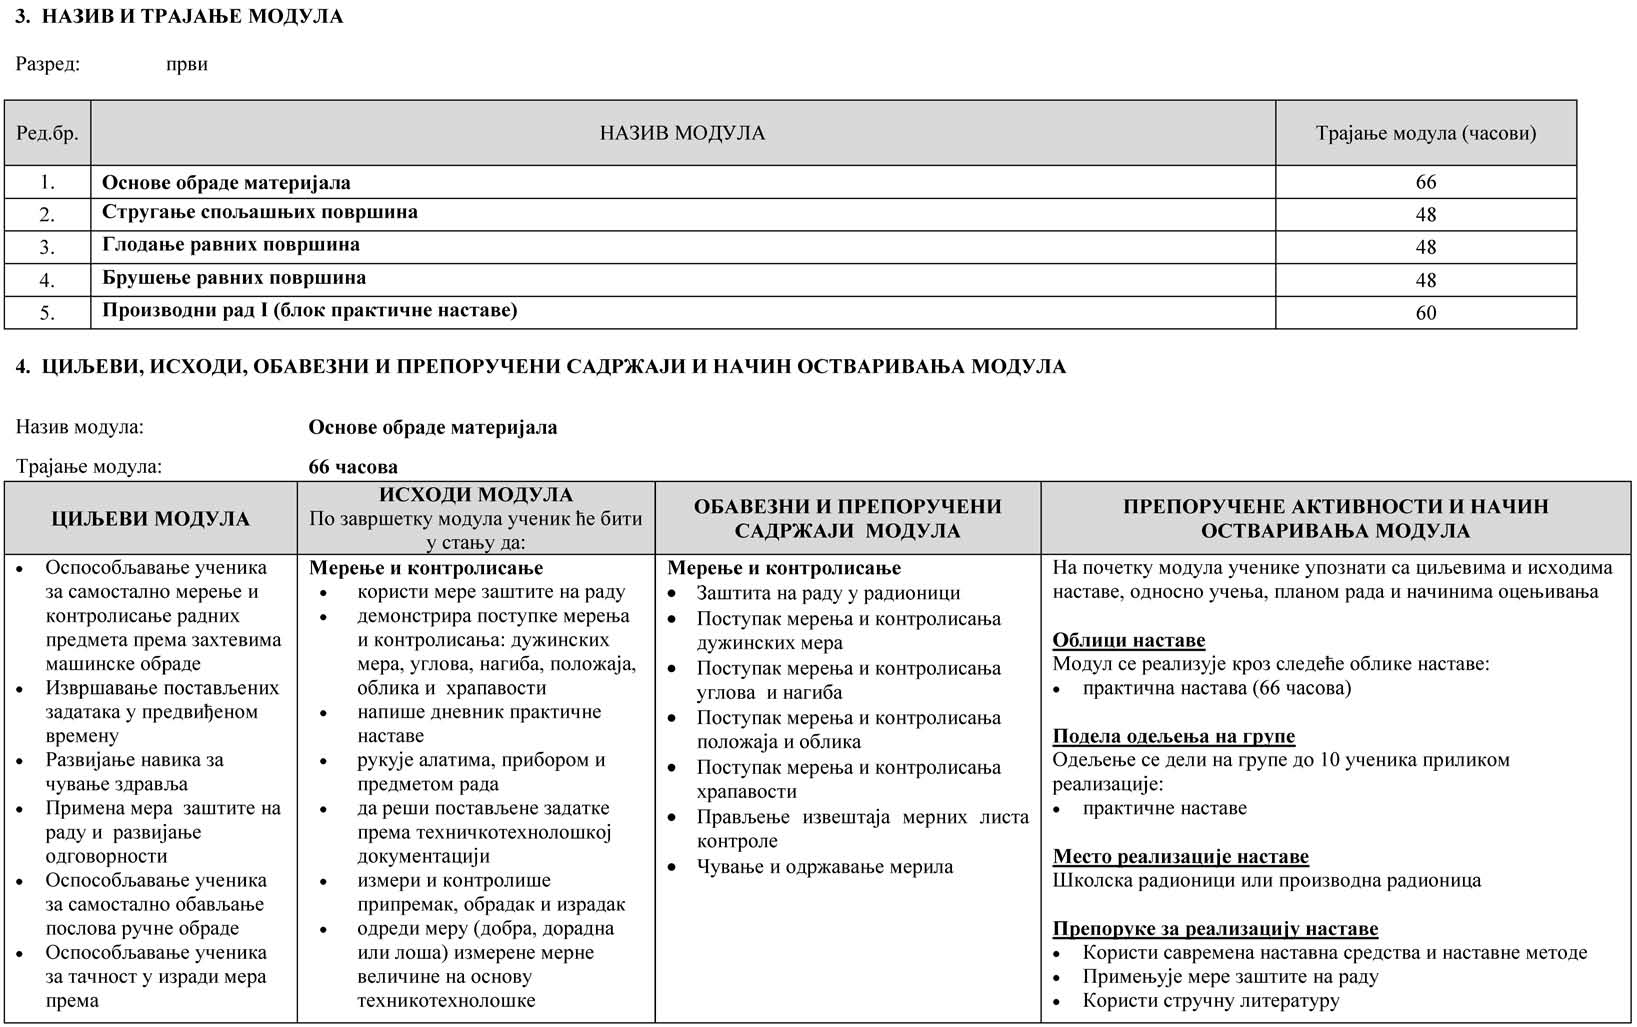 3. НАЗИВ И ТРАЈАЊЕ МОДУЛА
Разред: први
Ред.бр. НАЗИВ МОДУЛА Трајање модула (часови)
1. Основе обраде материјала 66
2. Стругање спољашњих површина 48
3. Глодање равних површина 48
4. Брушење равних површина 48
5. Производни рад I (блок практичне наставе) 60
4. ЦИЉЕВИ, ИСХОДИ, ОБАВЕЗНИ И ПРЕПОРУЧЕНИ САДРЖАЈИ И НАЧИН ОСТВАРИВАЊА МОДУЛА
Назив модула: Основе обраде материјала
Трајање модула: 66 часова
ЦИЉЕВИ МОДУЛА
ИСХОДИ МОДУЛА
По завршетку модула ученик ће бити
у стању да:
ОБАВЕЗНИ И ПРЕПОРУЧЕНИ
САДРЖАЈИ МОДУЛА
ПРЕПОРУЧЕНЕ АКТИВНОСТИ И НАЧИН
ОСТВАРИВАЊА МОДУЛА
• Оспособљавање ученика
за самостално мерење и
контролисање радних
предмета према захтевима
машинске обраде
• Извршавање постављених
задатака у предвиђеном
времену
• Развијање навика за
чување здравља
• Примена мера заштите на
раду и развијање
одговорности
• Оспособљавање ученика
за самостално обављање
послова ручне обраде
• Оспособљавање ученика
за тачност у изради мера
према
Мерење и контролисање
• користи мере заштите на раду
• демонстрира поступке мерења
и контролисања: дужинских
мера, углова, нагиба, положаја,
облика и храпавости
• напише дневник практичне
наставе
• рукује алатима, прибором и
предметом рада
• да реши постављене задатке
према техничкотехнолошкој
документацији
• измери и контролише
припремак, обрадак и израдак
• одреди меру (добра, дорадна
или лоша) измерене мерне
величине на основу
техникотехнолошке
Мерење и контролисање
• Заштита на раду у радионици
• Поступак мерења и контролисања
дужинских мера
• Поступак мерења и контролисања
углова и нагиба
• Поступак мерења и контролисања
положаја и облика
• Поступак мерења и контролисања
храпавости
• Прављење извештаја мерних листа
контроле
• Чување и одржавање мерила
На почетку модула ученике упознати са циљевима и исходима
наставе, односно учења, планом рада и начинима оцењивања
Облици наставе
Модул се реализује кроз следеће облике наставе:
• практична настава (66 часова)
Подела одељења на групе
Одељење се дели на групе до 10 ученика приликом
реализације:
• практичне наставе
Место реализације наставе
Школска радионици или производна радионица
Препоруке за реализацију наставе
• Користи савремена наставна средства и наставне методе
• Примењује мере заштите на раду
• Користи стручну литературу